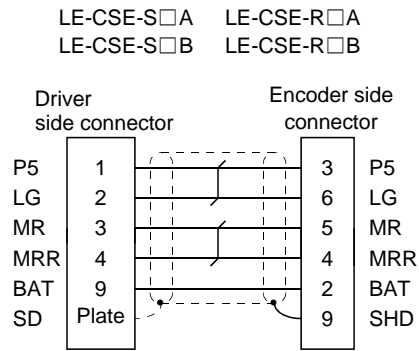 LE-CSE-S□A LE-CSE-R□A
LE-CSE-S□B LE-CSE-R□B
Driver
side connector
Encoder side
connector
P5 1 3 P5
LG 2 6 LG
MR 3 5 MR
MRR 4 4 MRR
BAT 9 2 BAT
SD Plate 9 SHD